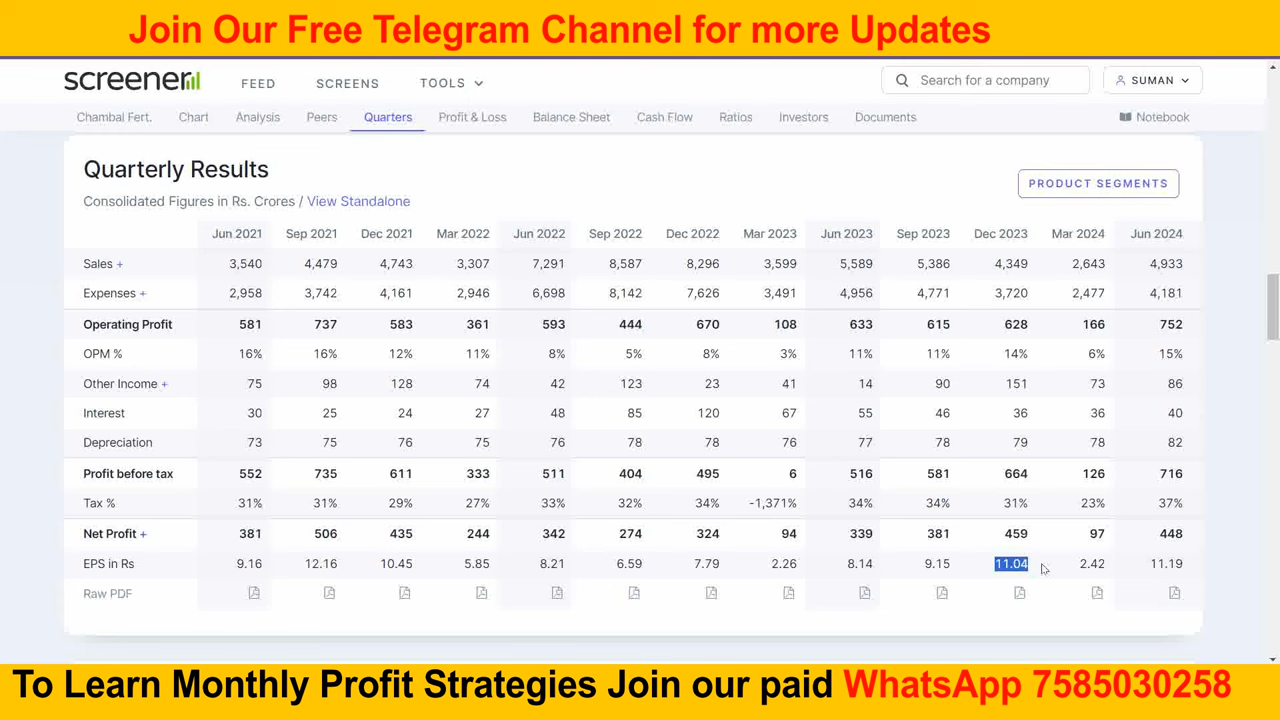 Join Our Free Telegram Channel for more Updates
screener FEED SCREENS TOOLS Search for a company SUMAN
Chambal Fert. Chart Analysis Peers Quarters Profit & Loss Balance Sheet Cash Flow Ratios Investors Documents Notebook
Quarterly Results
PRODUCT SEGMENTS
Consolidated Figures in Rs. Crores / View Standalone
Jun 2021 Sep 2021 Dec 2021 Mar 2022 Jun 2022 Sep 2022 Dec 2022 Mar 2023 Jun 2023 Sep 2023 Dec 2023 Mar 2024 Jun 2024
Sales + 3,540 4,479 4,743 3,307 7,291 8,587 8,296 3,599 5,589 5,386 4,349 2,643 4,933
Expenses + 2,958 3,742 4,161 2,946 6,698 8,142 7,626 3,491 4,956 4,771 3,720 2,477 4,181
Operating Profit 581 737 583 361 593 444 670 108 633 615 628 166 752
OPM % 16% 16% 12% 11% 8% 5% 8% 3% 11% 11% 14% 6% 15%
Other Income + 75 98 128 74 42 123 23 41 14 90 151 73 86
Interest 30 25 24 27 48 85 120 67 55 46 36 36 40
Depreciation 73 75 76 75 76 78 78 76 77 78 79 78 82
Profit before tax 552 735 611 333 511 404 495 6 516 581 664 126 716
Tax % 31% 31% 29% 27% 33% 32% 34% -1,371% 34% 34% 31% 23% 37%
Net Profit + 381 506 435 244 342 274 324 94 339 381 459 97 448
EPS in Rs 9.16 12.16 10.45 5.85 8.21 6.59 7.79 2.26 8.14 9.15 11.04 2.42 11.19
Raw PDF
To Learn Monthly Profit Strategies Join our paid WhatsApp 7585030258